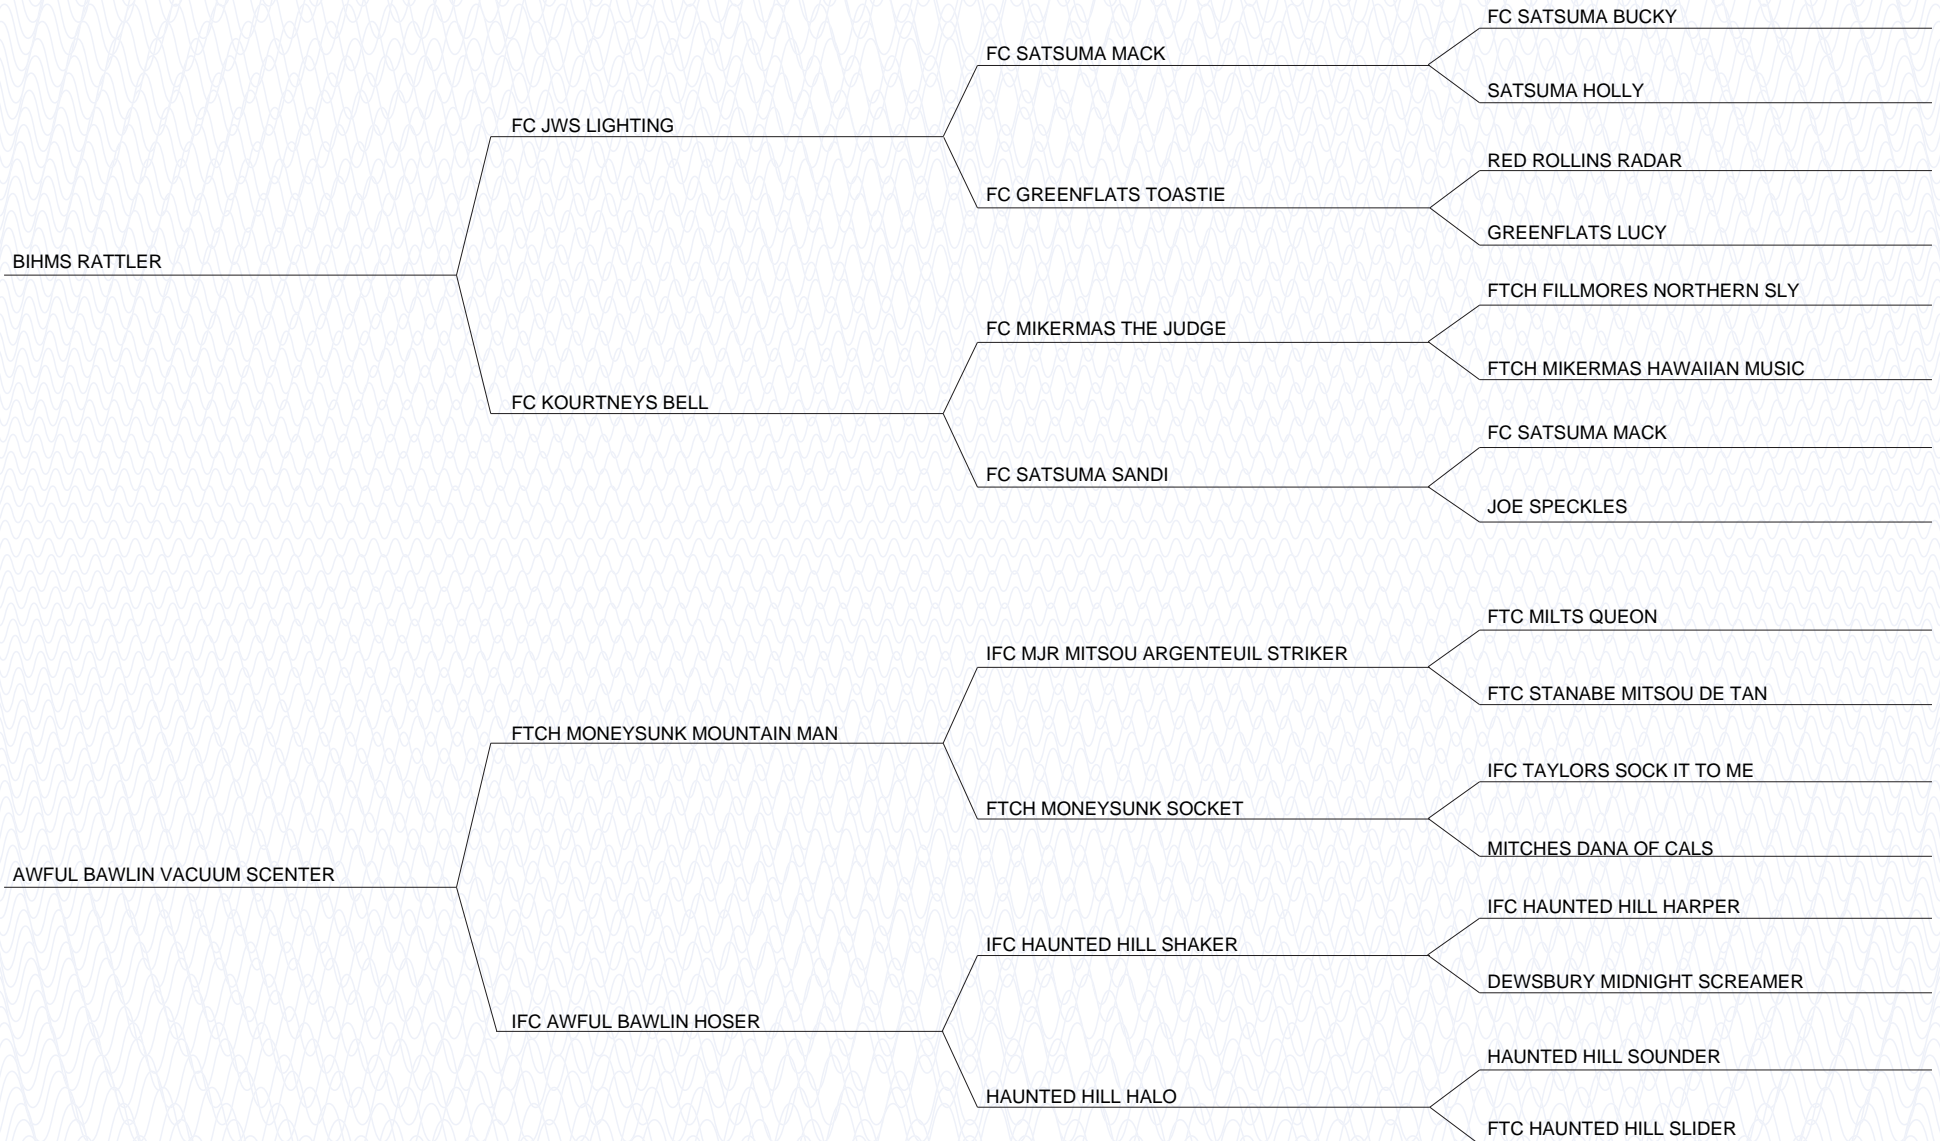 FC SATSUMA BUCKY
FC SATSUMA MACK
SATSUMA HOLLY
FC JWS LIGHTING
RED ROLLINS RADAR
FC GREENFLATS TOASTIE
GREENFLATS LUCY
BIHMS RATTLER
FTCH FILLMORES NORTHERN SLY
FC MIKERMAS THE JUDGE
FTCH MIKERMAS HAWAIIAN MUSIC
FC KOURTNEYS BELL
FC SATSUMA MACK
FC SATSUMA SANDI
JOE SPECKLES
FTC MILTS QUEON
IFC MJR MITSOU ARGENTEUIL STRIKER
FTC STANABE MITSOU DE TAN
FTCH MONEYSUNK MOUNTAIN MAN
IFC TAYLORS SOCK IT TO ME
FTCH MONEYSUNK SOCKET
MITCHES DANA OF CALS
AWFUL BAWLIN VACUUM SCENTER
IFC HAUNTED HILL HARPER
IFC HAUNTED HILL SHAKER
DEWSBURY MIDNIGHT SCREAMER
IFC AWFUL BAWLIN HOSER
HAUNTED HILL SOUNDER
HAUNTED HILL HALO
FTC HAUNTED HILL SLIDER